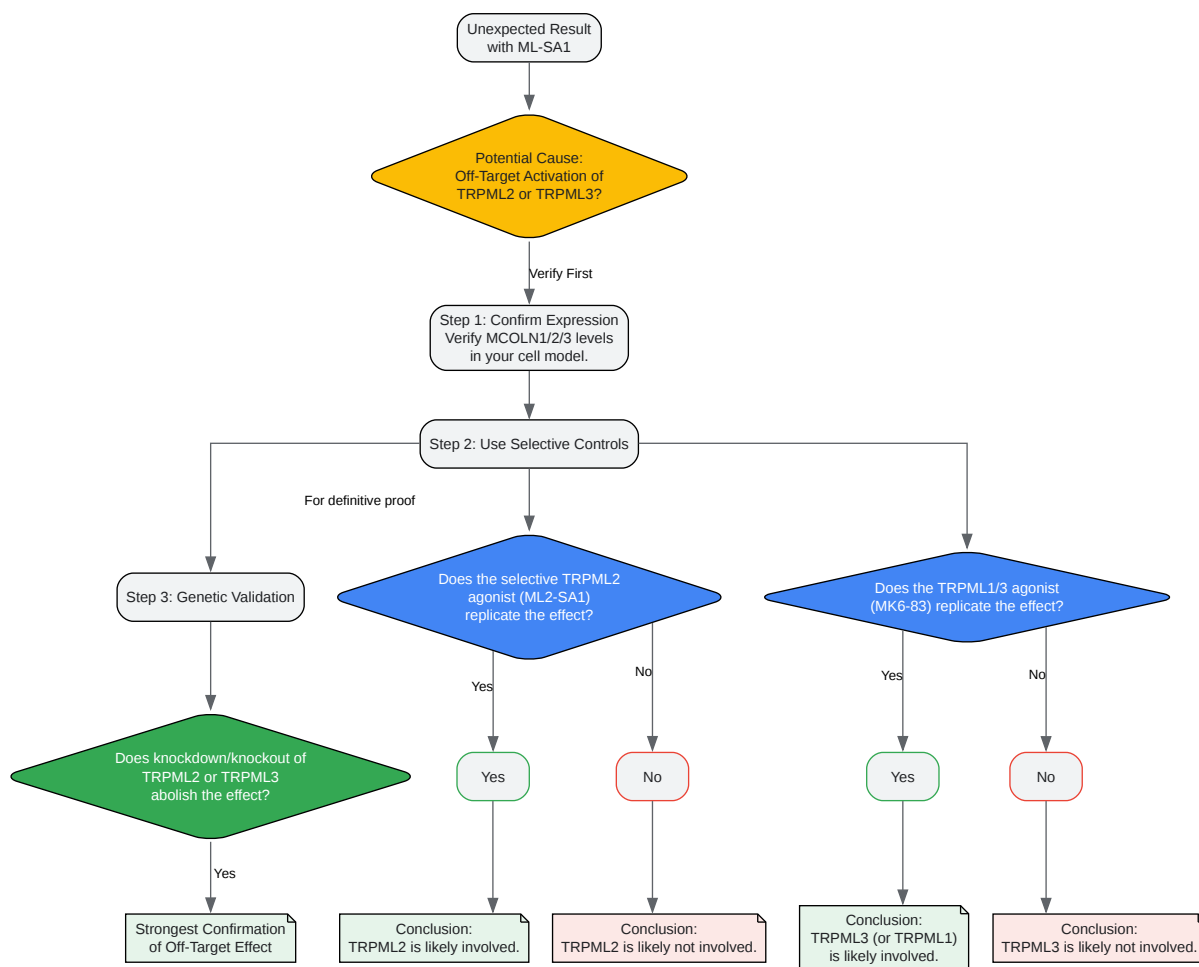 Unexpected Result
with ML-SA1
Potential Cause:
Off-Target Activation of
TRPML2 or TRPML3?
Verify First
Step 1: Confirm Expression
Verify MCOLN1/2/3 levels
in your cell model.
Step 2: Use Selective Controls
For definitive proof
Step 3: Genetic Validation
Does the selective TRPML2
agonist (ML2-SA1)
replicate the effect?
Does the TRPML1/3 agonist
(MK6-83) replicate the effect?
Yes
No
Yes
No
Does knockdown/knockout of
TRPML2 or TRPML3
abolish the effect?
Yes
No
Yes
No
Yes
Strongest Confirmation
of Off-Target Effect
Conclusion:
TRPML2 is likely involved.
Conclusion:
TRPML2 is likely not involved.
Conclusion:
TRPML3 (or TRPML1)
is likely involved.
Conclusion:
TRPML3 is likely not involved.